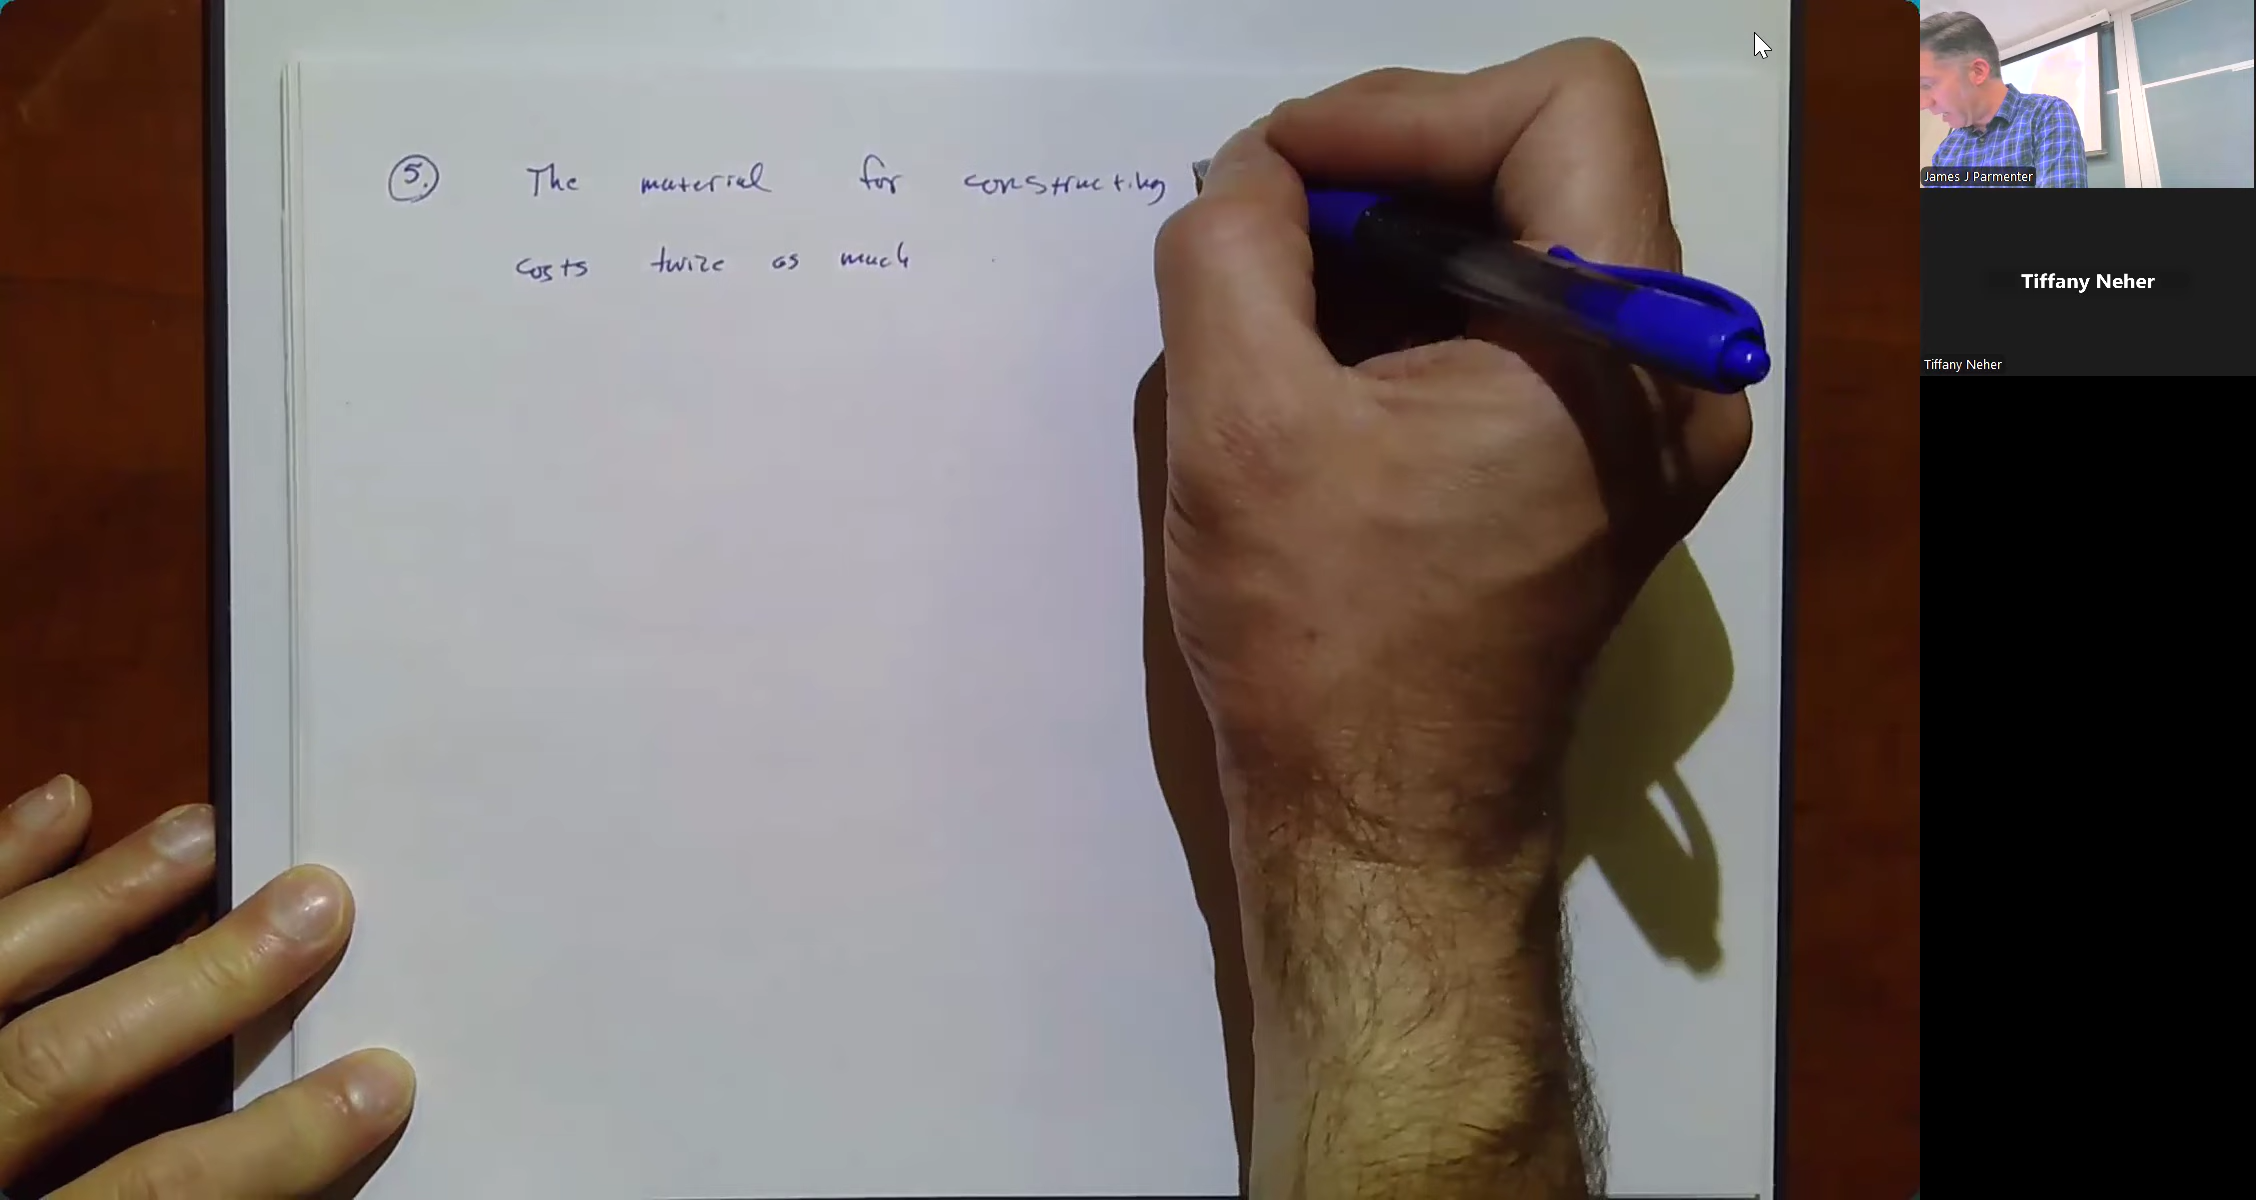 5. The material for constructing
costs twice as much
James J Parmenter
Tiffany Neher
Tiffany Neher